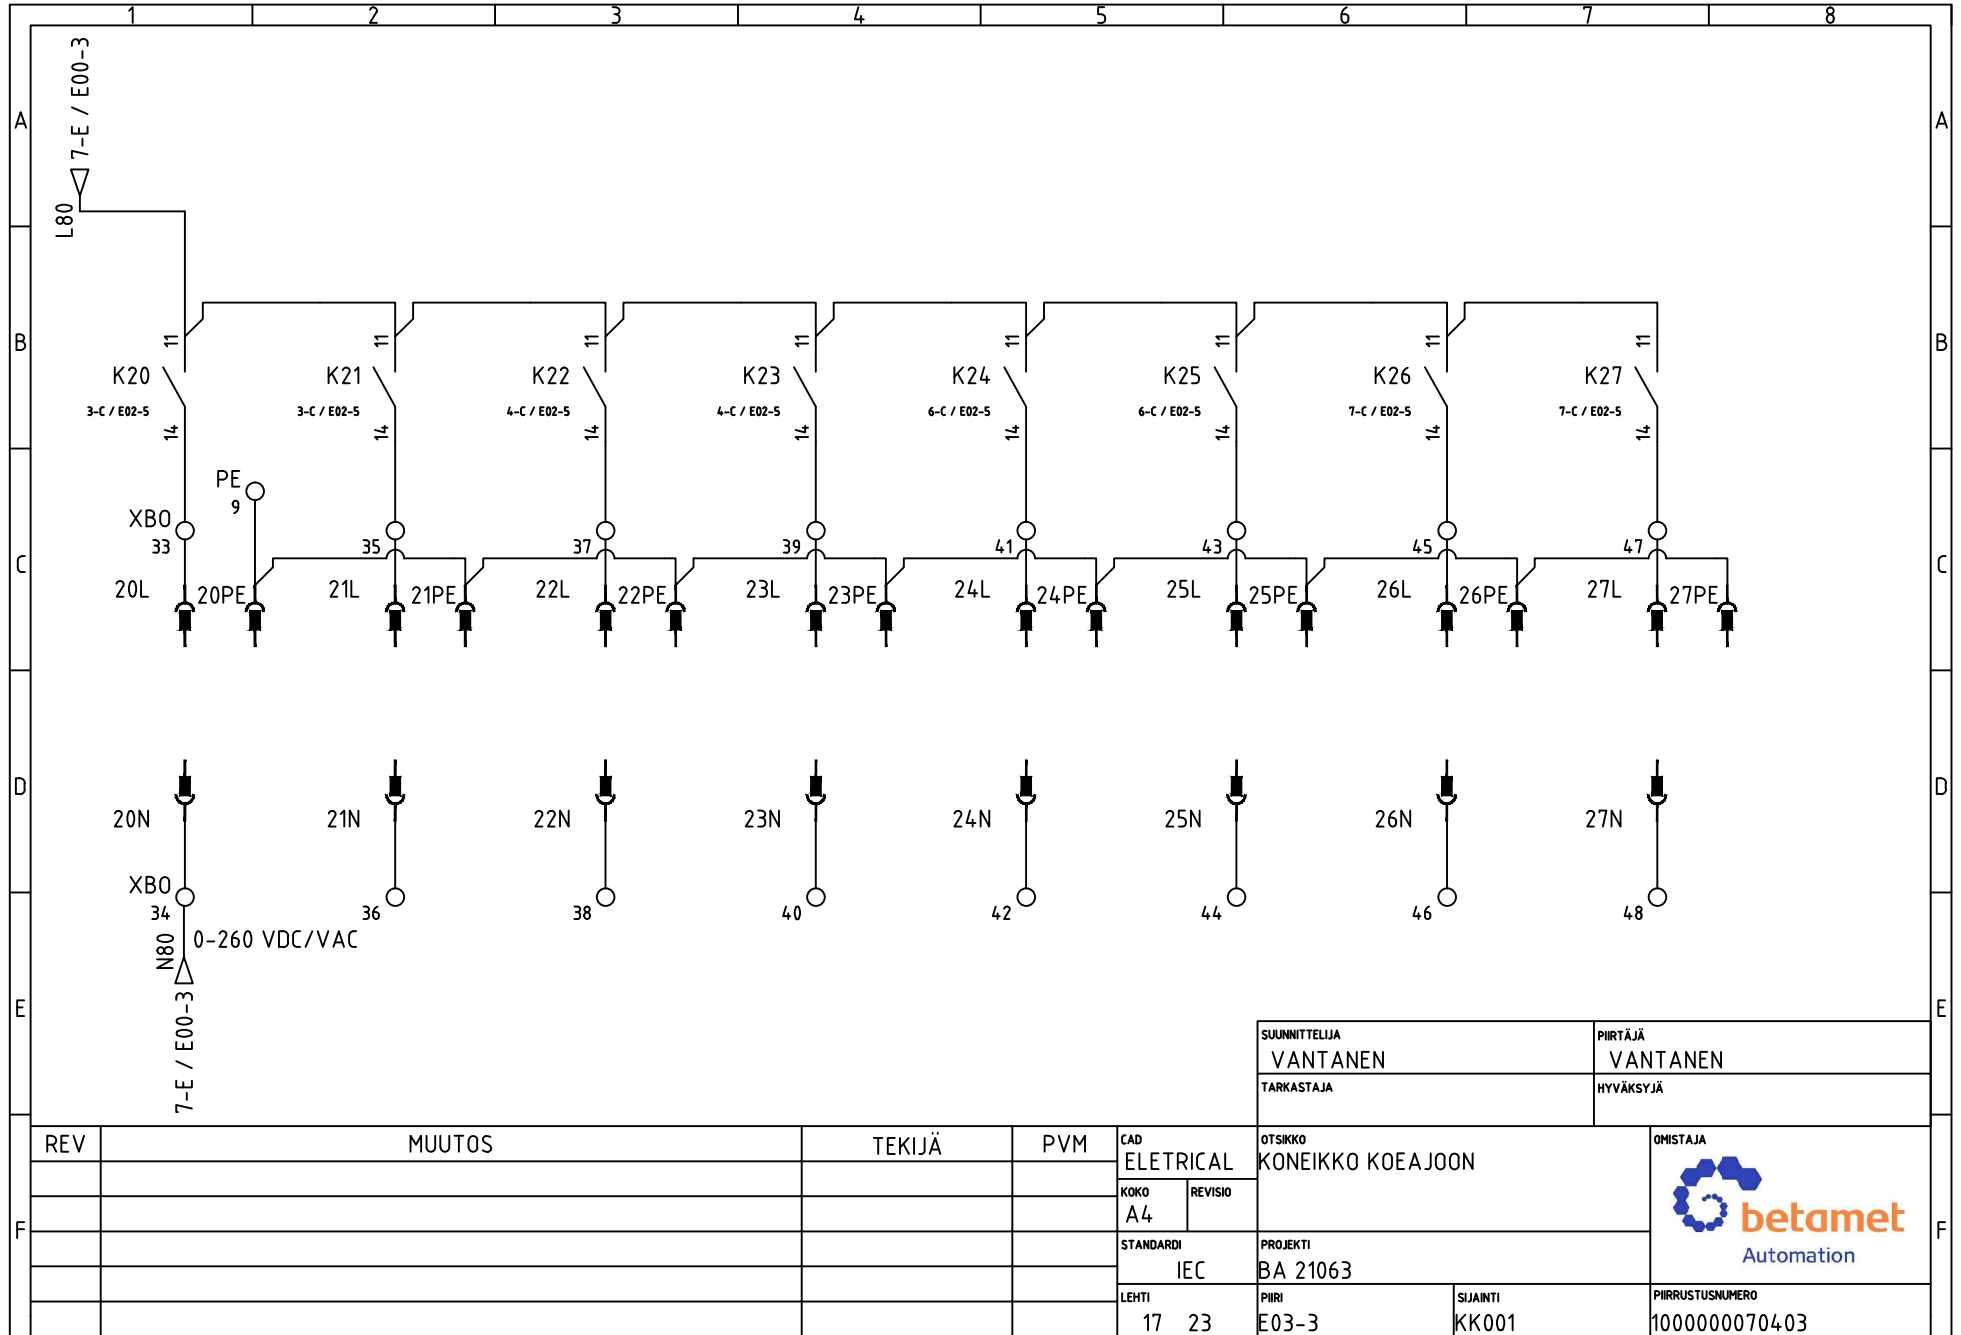 1 2 3 4 5 6 7 8
A A
7-E / E00-3
L80
B B
11 11 11 11 11 11 11 11
K20 K21 K22 K23 K24 K25 K26 K27
3-C / E02-5 3-C / E02-5 4-C / E02-5 4-C / E02-5 6-C / E02-5 6-C / E02-5 7-C / E02-5 7-C / E02-5
14 14 14 14 14 14 14 14
PE
9
XB0
33 35 37 39 41 43 45 47
C C
20L 20PE 21L 21PE 22L 22PE 23L 23PE 24L 24PE 25L 25PE 26L 26PE 27L 27PE
D D
20N 21N 22N 23N 24N 25N 26N 27N
XB0
34 36 38 40 42 44 46 48
N80 0-260 VDC/VAC
7-E / E00-3
E E
SUUNNITTELIJA PIIRTÄJÄ
VANTANEN VANTANEN
TARKASTAJA HYVÄKSYJÄ
REV MUUTOS TEKIJÄ PVM
CAD OTSIKKO OMISTAJA
ELETRICAL KONEIKKO KOEAJOON
KOKO REVISIO
A4
betamet
Automation
F F
STANDARDI PROJEKTI
IEC BA 21063
LEHTI PIIRI SIJAINTI PIIRRUSTUSNUMERO
17 23 E03-3 KK001 1000000070403